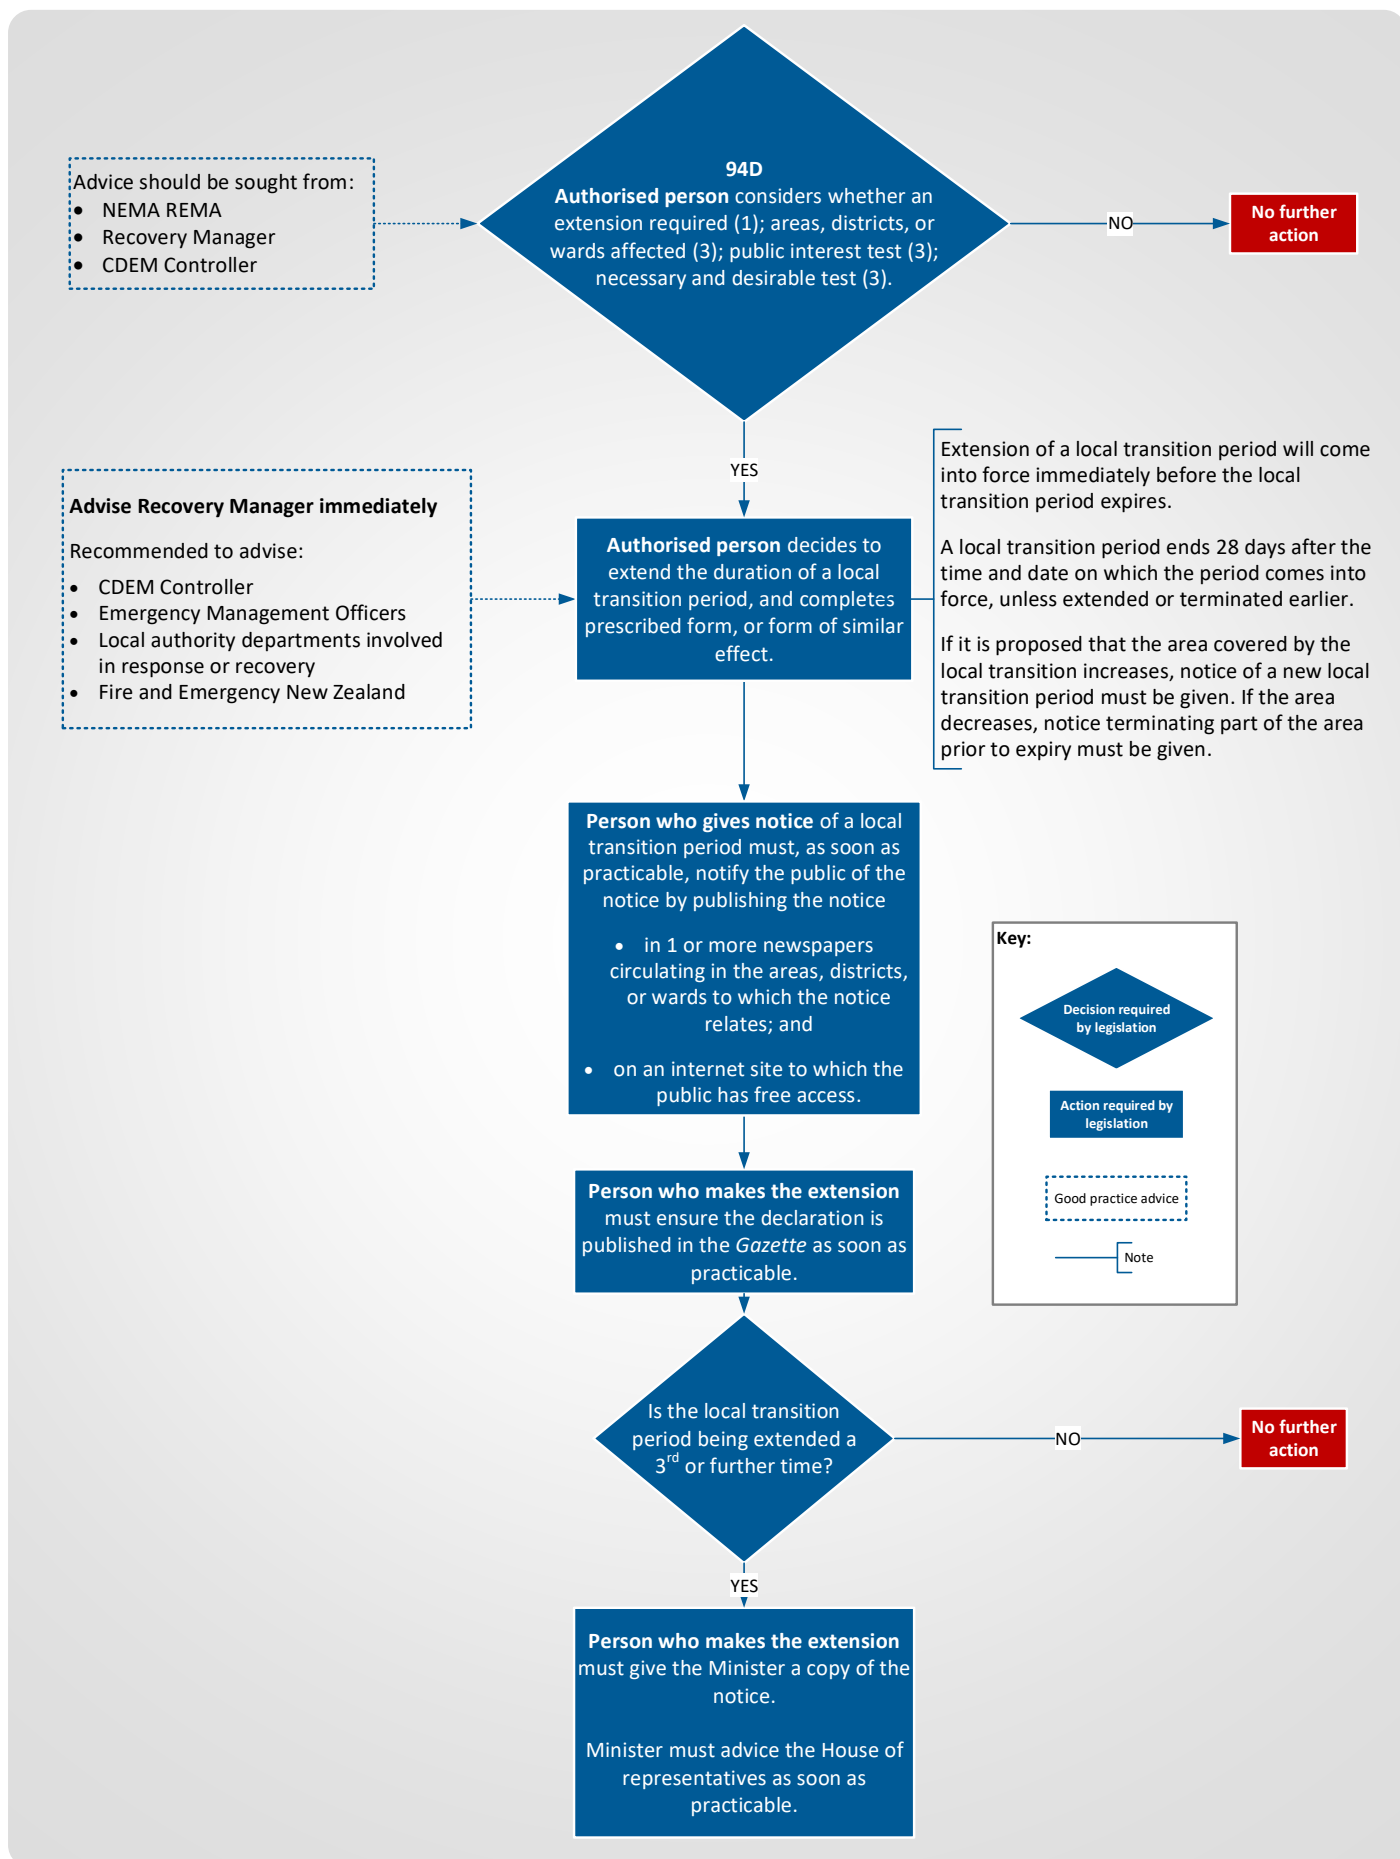 94D
Authorised person considers whether an
extension required (1); areas, districts, or
wards affected (3); public interest test (3);
necessary and desirable test (3).
Advice should be sought from:
• NEMA REMA
• Recovery Manager
• CDEM Controller
NO
No further
action
YES
Advise Recovery Manager immediately
Recommended to advise:
• CDEM Controller
• Emergency Management Officers
• Local authority departments involved
in response or recovery
• Fire and Emergency New Zealand
Authorised person decides to
extend the duration of a local
transition period, and completes
prescribed form, or form of similar
effect.
Extension of a local transition period will come
into force immediately before the local
transition period expires.
A local transition period ends 28 days after the
time and date on which the period comes into
force, unless extended or terminated earlier.
If it is proposed that the area covered by the
local transition increases, notice of a new local
transition period must be given. If the area
decreases, notice terminating part of the area
prior to expiry must be given.
Person who gives notice of a local
transition period must, as soon as
practicable, notify the public of the
notice by publishing the notice
• in 1 or more newspapers
circulating in the areas, districts,
or wards to which the notice
relates; and
• on an internet site to which the
public has free access.
Key:
Decision required
by legislation
Action required by
legislation
Good practice advice
Note
Person who makes the extension
must ensure the declaration is
published in the Gazette as soon as
practicable.
Is the local transition
period being extended a
3rd or further time?
NO
No further
action
YES
Person who makes the extension
must give the Minister a copy of the
notice.
Minister must advice the House of
representatives as soon as
practicable.